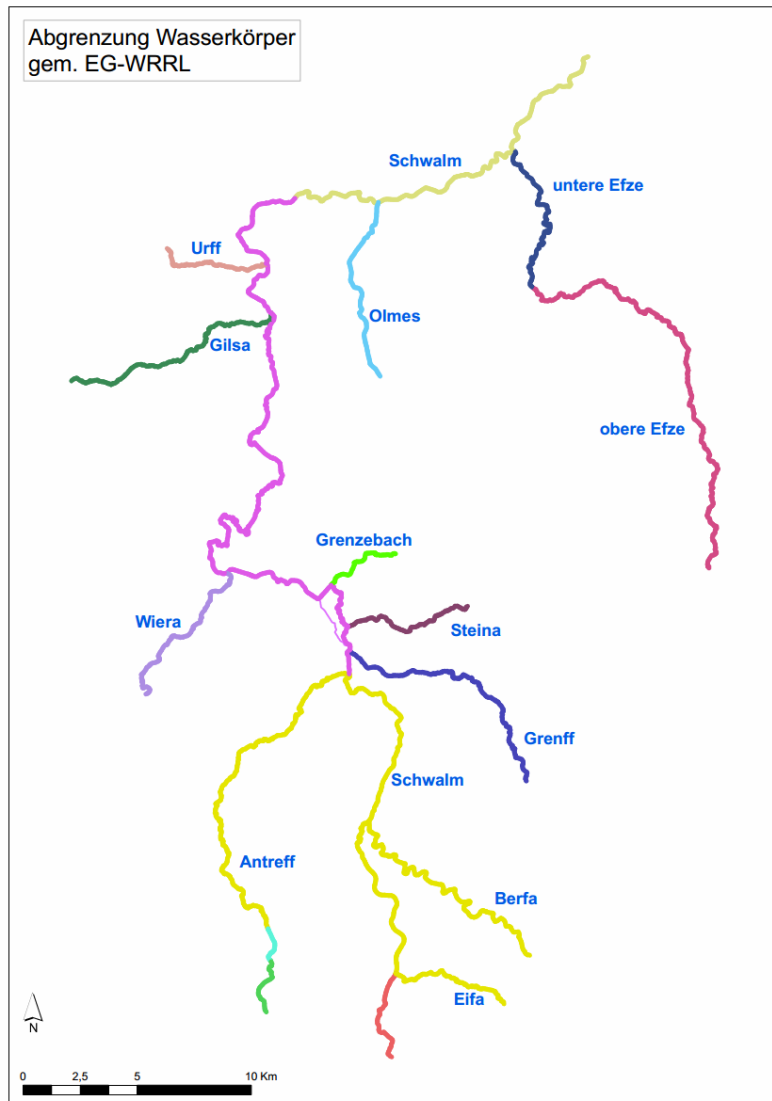 Abgrenzung Wasserkörper
gem. EG-WRRL
Schwalm
untere Efze
Urff
Olmes
Gilsa
obere Efze
Grenzebach
Wiera
Steina
Grenff
Schwalm
Antreff
Berfa
Eifa
N
0 2,5 5 10 Km